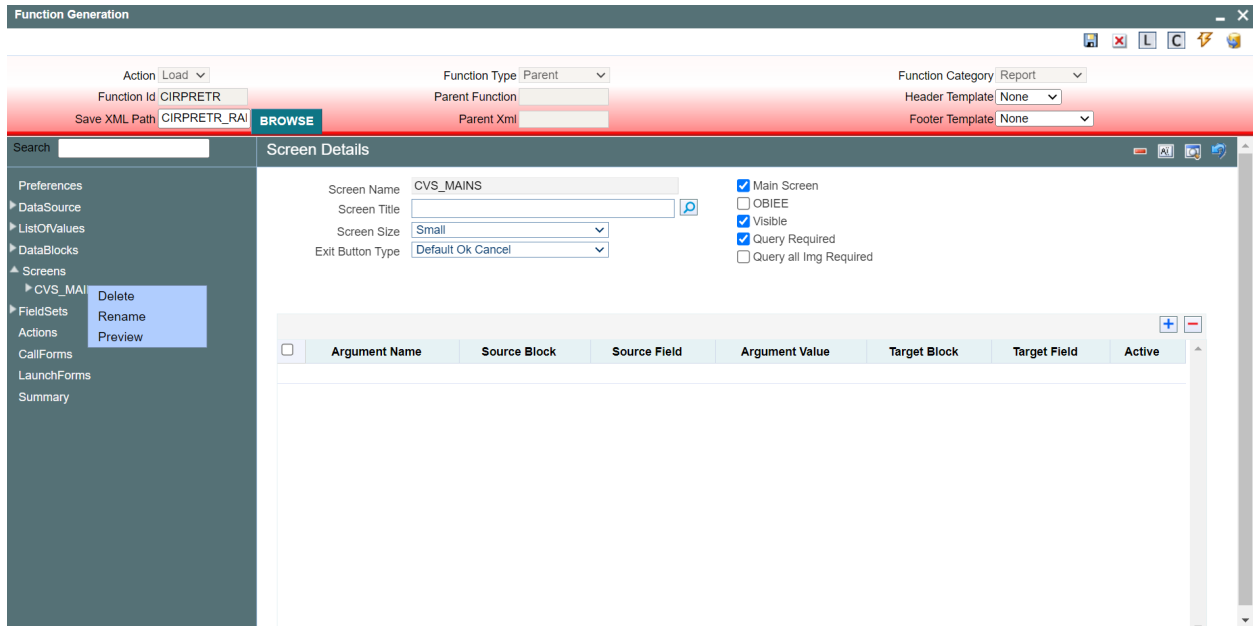 Function Generation
L C
Action Load Function Type Parent Function Category Report
Function Id CIRPRETR Parent Function Header Template None
Save XML Path CIRPRETR_RAI BROWSE Parent Xml Footer Template None
Search Screen Details
Preferences
DataSource
ListOfValues
DataBlocks
Screens
CVS_MAI
Delete
Rename
Preview
FieldSets
Actions
CallForms
LaunchForms
Summary
Screen Name CVS_MAINS Main Screen
Screen Title OBIEE
Screen Size Small Visible
Exit Button Type Default Ok Cancel Query Required
Query all Img Required
Argument Name Source Block Source Field Argument Value Target Block Target Field Active